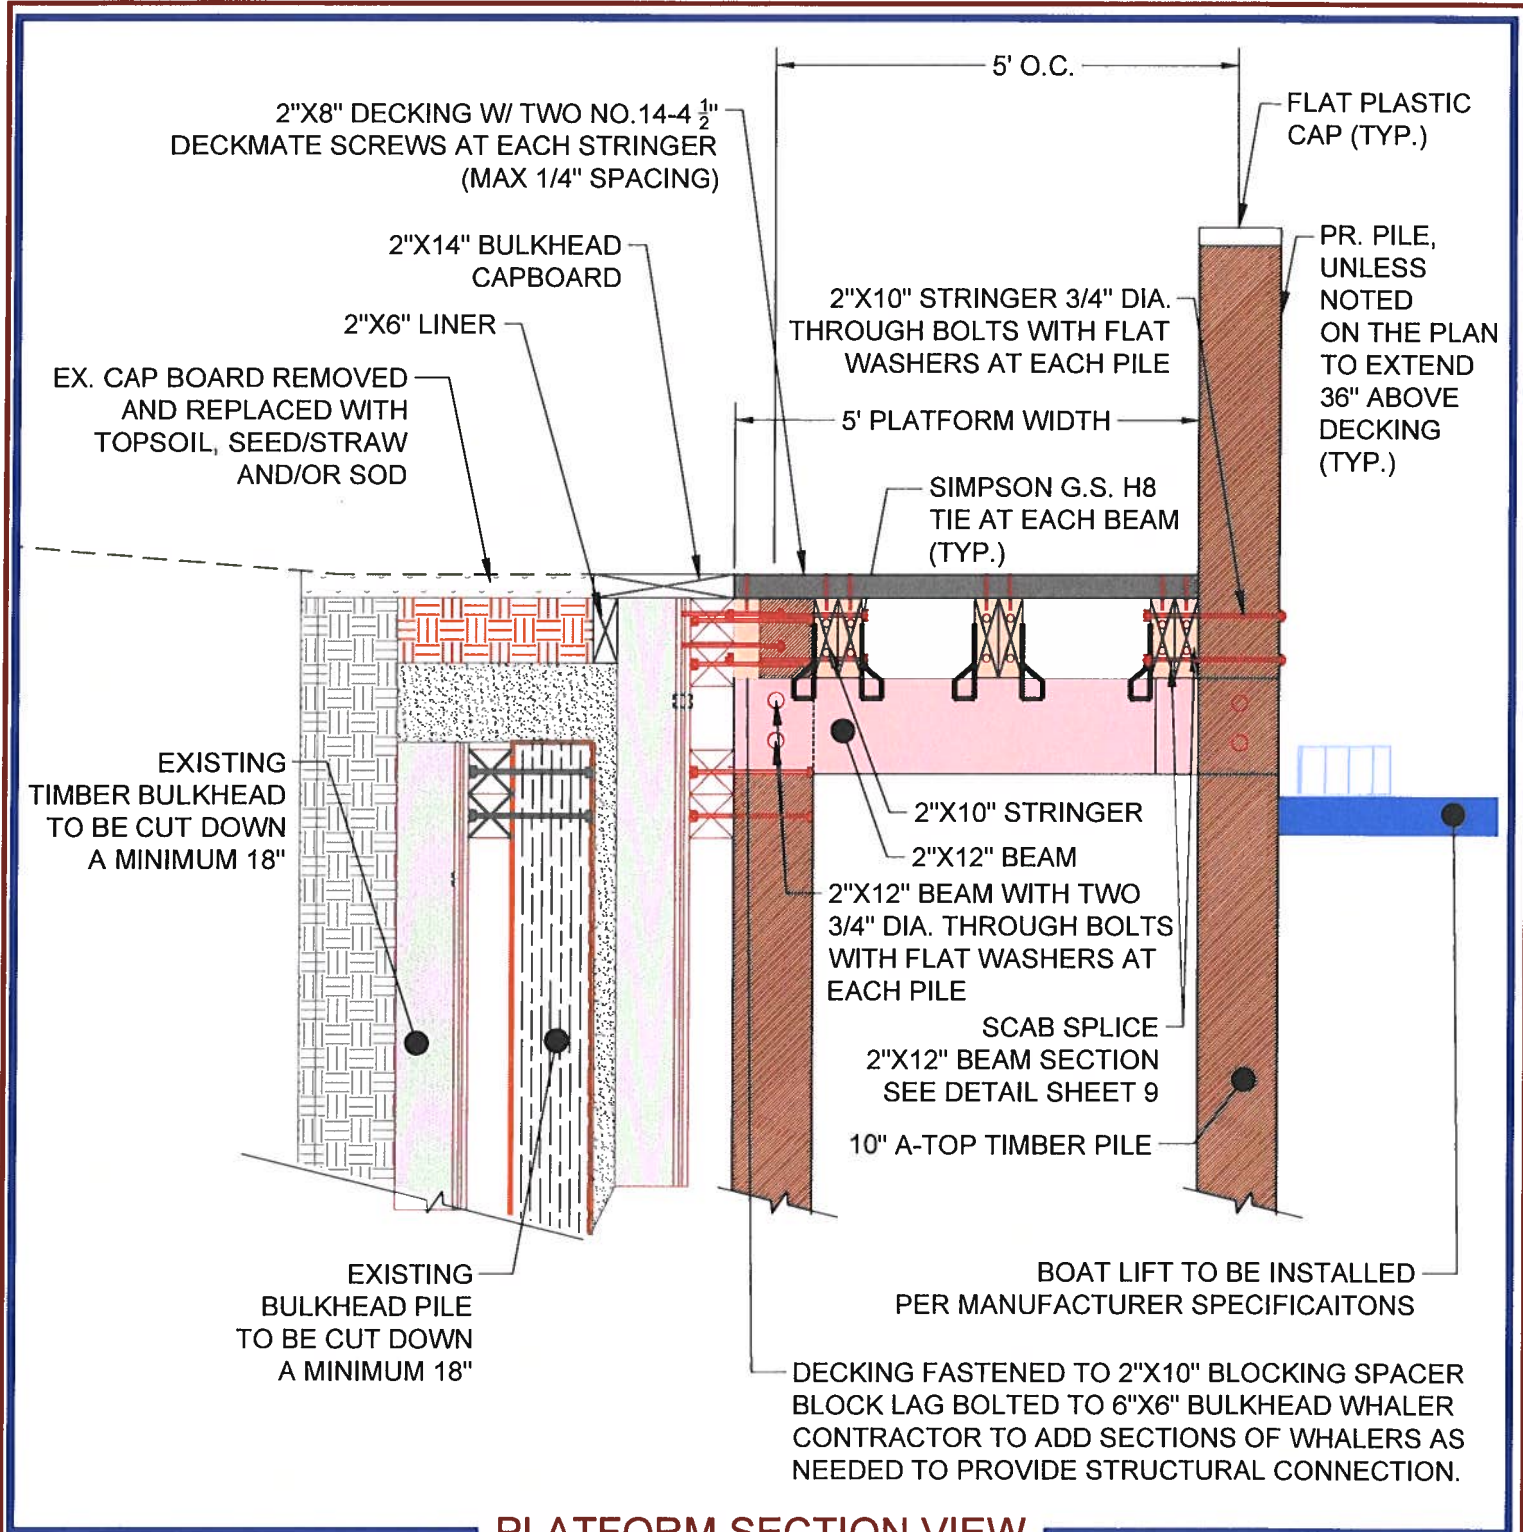 5' O.C.
2"X8" DECKING W/ TWO NO.14-4 1/2"
DECKMATE SCREWS AT EACH STRINGER
(MAX 1/4" SPACING)
FLAT PLASTIC
CAP (TYP.)
2"X14" BULKHEAD
CAPBOARD
PR. PILE,
UNLESS
NOTED
ON THE PLAN
TO EXTEND
36" ABOVE
DECKING
(TYP.)
2"X10" STRINGER 3/4" DIA.
THROUGH BOLTS WITH FLAT
WASHERS AT EACH PILE
2"X6" LINER
EX. CAP BOARD REMOVED
AND REPLACED WITH
TOPSOIL, SEED/STRAW
AND/OR SOD
5' PLATFORM WIDTH
SIMPSON G.S. H8
TIE AT EACH BEAM
(TYP.)
EXISTING
TIMBER BULKHEAD
TO BE CUT DOWN
A MINIMUM 18"
2"X10" STRINGER
2"X12" BEAM
2"X12" BEAM WITH TWO
3/4" DIA. THROUGH BOLTS
WITH FLAT WASHERS AT
EACH PILE
SCAB SPLICE
2"X12" BEAM SECTION
SEE DETAIL SHEET 9
10" A-TOP TIMBER PILE
EXISTING
BULKHEAD PILE
TO BE CUT DOWN
A MINIMUM 18"
BOAT LIFT TO BE INSTALLED
PER MANUFACTURER SPECIFICAITONS
DECKING FASTENED TO 2"X10" BLOCKING SPACER
BLOCK LAG BOLTED TO 6"X6" BULKHEAD WHALER
CONTRACTOR TO ADD SECTIONS OF WHALERS AS
NEEDED TO PROVIDE STRUCTURAL CONNECTION.
PLATFORM SECTION VIEW